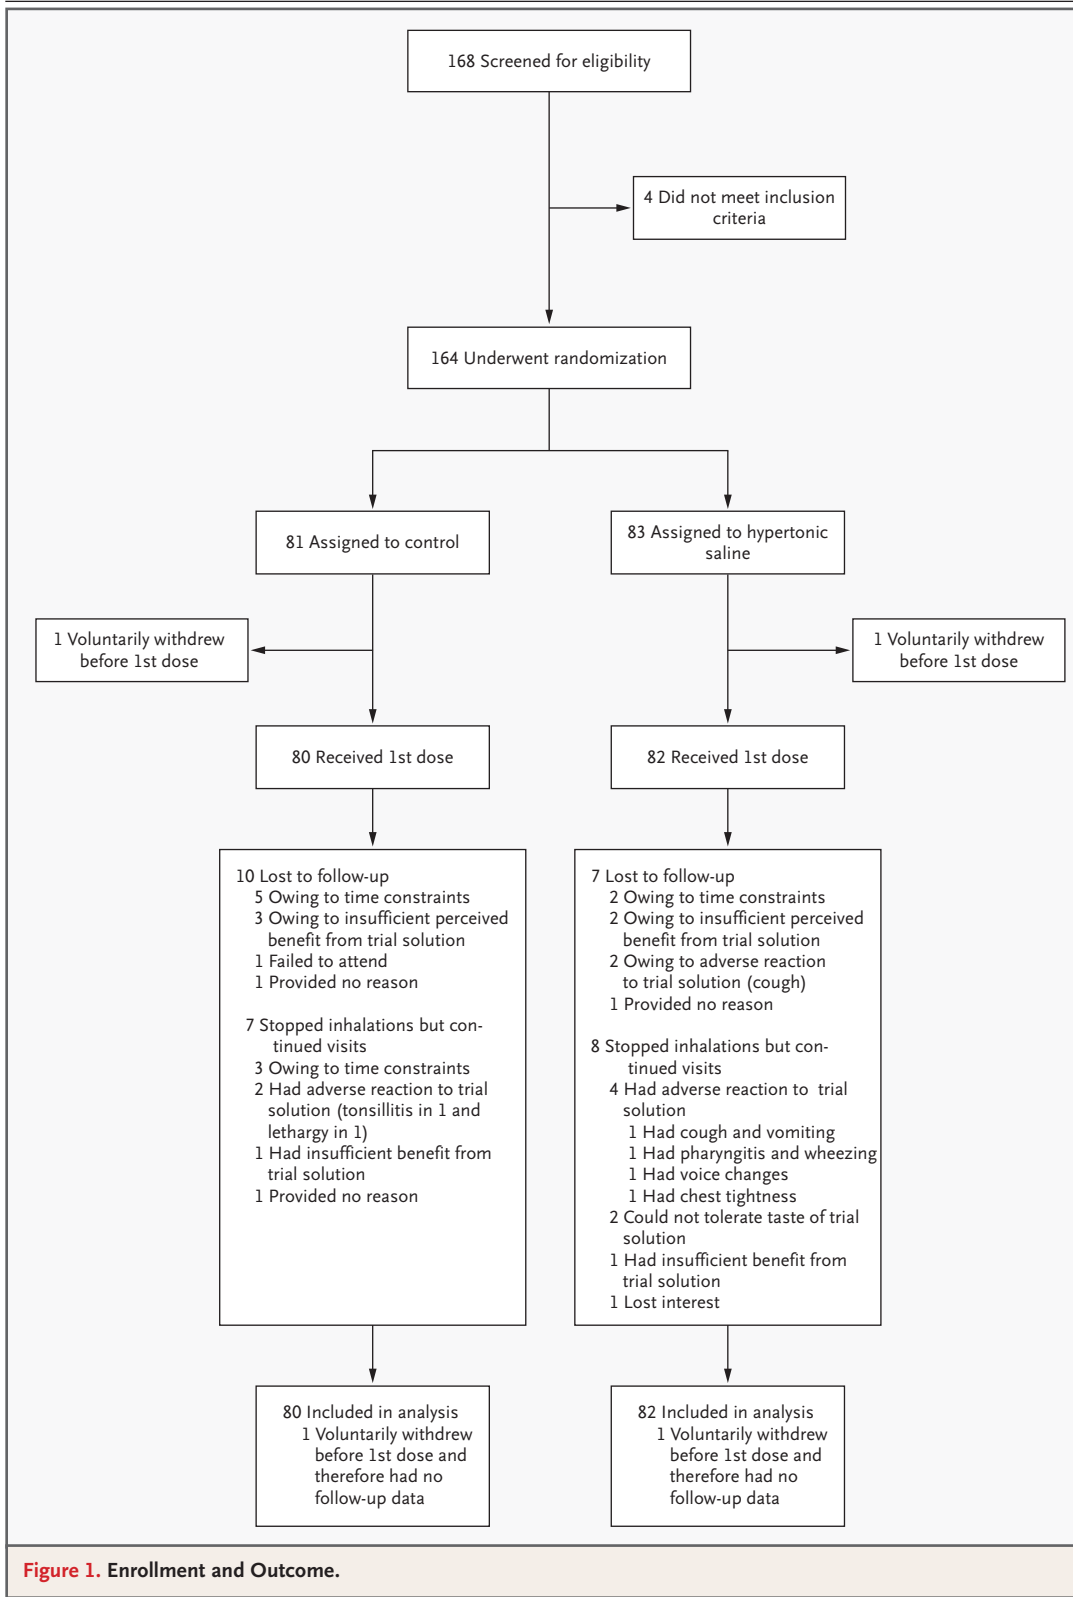 168 Screened for eligibility
4 Did not meet inclusion
criteria
164 Underwent randomization
81 Assigned to control
83 Assigned to hypertonic
saline
1 Voluntarily withdrew
before 1st dose
1 Voluntarily withdrew
before 1st dose
80 Received 1st dose
82 Received 1st dose
10 Lost to follow-up
5 Owing to time constraints
3 Owing to insufficient perceived
benefit from trial solution
1 Failed to attend
1 Provided no reason
7 Stopped inhalations but con-
tinued visits
3 Owing to time constraints
2 Had adverse reaction to trial
solution (tonsillitis in 1 and
lethargy in 1)
1 Had insufficient benefit from
trial solution
1 Provided no reason
7 Lost to follow-up
2 Owing to time constraints
2 Owing to insufficient perceived
benefit from trial solution
2 Owing to adverse reaction
to trial solution (cough)
1 Provided no reason
8 Stopped inhalations but con-
tinued visits
4 Had adverse reaction to trial
solution
1 Had cough and vomiting
1 Had pharyngitis and wheezing
1 Had voice changes
1 Had chest tightness
2 Could not tolerate taste of trial
solution
1 Had insufficient benefit from
trial solution
1 Lost interest
80 Included in analysis
1 Voluntarily withdrew
before 1st dose and
therefore had no
follow-up data
82 Included in analysis
1 Voluntarily withdrew
before 1st dose and
therefore had no
follow-up data
Figure 1. Enrollment and Outcome.